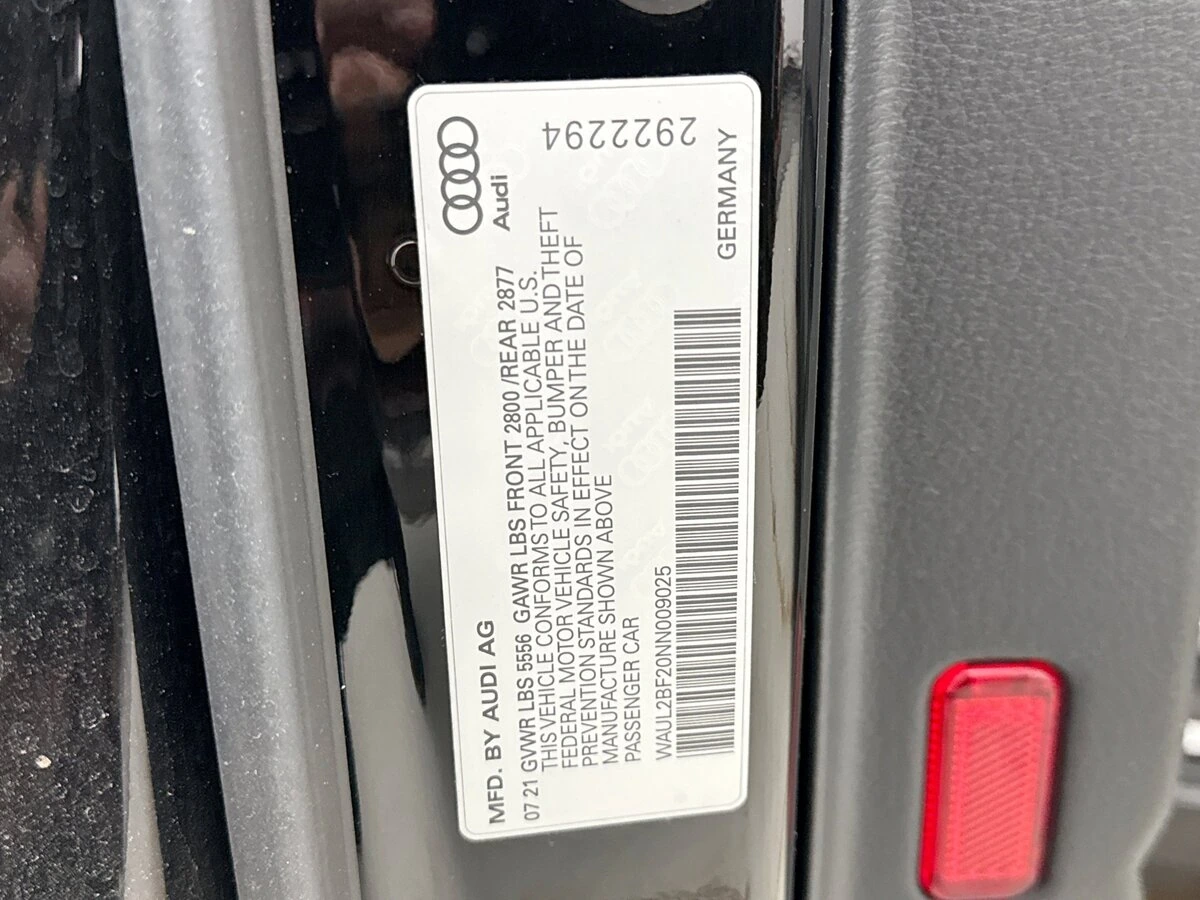 MFD. BY AUDI AG
Audi
07 21 GVWR LBS 5556 GAWR LBS FRONT 2800 /REAR 2877
THIS VEHICLE CONFORMS TO ALL APPLICABLE U.S.
FEDERAL MOTOR VEHICLE SAFETY, BUMPER AND THEFT
PREVENTION STANDARDS IN EFFECT ON THE DATE OF
MANUFACTURE SHOWN ABOVE
PASSENGER CAR
WAUL2BF20NN009025
GERMANY
2922294